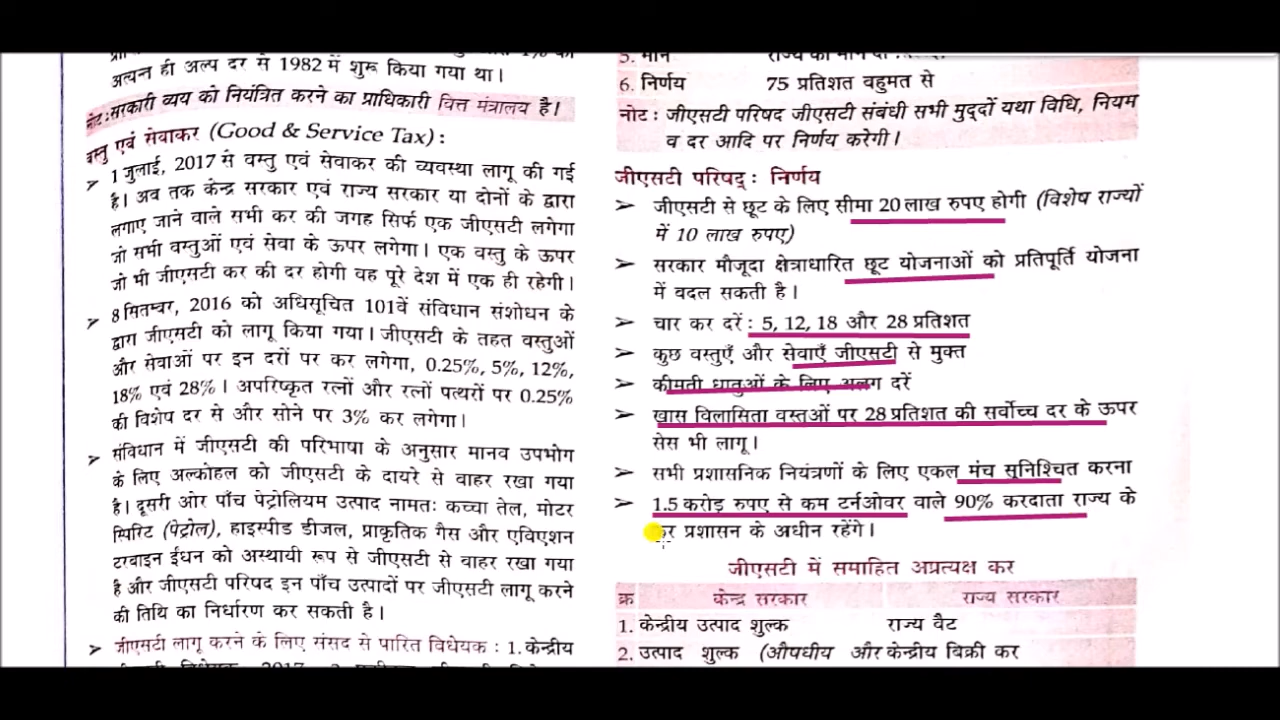 अत्यन्त ही अल्प दर से 1982 में शुरू किया गया था।
नोट : सरकारी व्यय को नियंत्रित करने का प्राधिकारी वित्त मंत्रालय है।
वस्तु एवं सेवाकर (Good & Service Tax) :
➤ 1 जुलाई, 2017 से वस्तु एवं सेवाकर की व्यवस्था लागू की गई
है। अब तक केन्द्र सरकार एवं राज्य सरकार या दोनों के द्वारा
लगाए जाने वाले सभी कर की जगह सिर्फ एक जीएसटी लगेगा
जो सभी वस्तुओं एवं सेवा के ऊपर लगेगा। एक वस्तु के ऊपर
जो भी जीएसटी कर की दर होगी वह पूरे देश में एक ही रहेगी।
➤ 8 सितम्बर, 2016 को अधिसूचित 101वें संविधान संशोधन के
द्वारा जीएसटी को लागू किया गया। जीएसटी के तहत वस्तुओं
और सेवाओं पर इन दरों पर कर लगेगा, 0.25%, 5%, 12%,
18% एवं 28%। अपरिष्कृत रत्नों और रत्नों पत्थरों पर 0.25%
की विशेष दर से और सोने पर 3% कर लगेगा।
➤ संविधान में जीएसटी की परिभाषा के अनुसार मानव उपभोग
के लिए अल्कोहल को जीएसटी के दायरे से बाहर रखा गया
है। दूसरी ओर पाँच पेट्रोलियम उत्पाद नामतः कच्चा तेल, मोटर
स्पिरिट (पेट्रोल), हाइस्पीड डीजल, प्राकृतिक गैस और एविएशन
टरबाइन ईंधन को अस्थायी रूप से जीएसटी से बाहर रखा गया
है और जीएसटी परिषद इन पाँच उत्पादों पर जीएसटी लागू करने
की तिथि का निर्धारण कर सकती है।
➤ जीएसटी लागू करने के लिए संसद से पारित विधेयक : 1. केन्द्रीय
6. निर्णय 75 प्रतिशत बहुमत से
नोट : जीएसटी परिषद जीएसटी संबंधी सभी मुद्दों यथा विधि, नियम
व दर आदि पर निर्णय करेगी।
जीएसटी परिषद् : निर्णय
➤ जीएसटी से छूट के लिए सीमा 20 लाख रुपए होगी (विशेष राज्यों
में 10 लाख रुपए)
➤ सरकार मौजूदा क्षेत्राधारित छूट योजनाओं को प्रतिपूर्ति योजना
में बदल सकती है।
➤ चार कर दरें : 5, 12, 18 और 28 प्रतिशत
➤ कुछ वस्तुएँ और सेवाएँ जीएसटी से मुक्त
➤ कीमती धातुओं के लिए अलग दरें
➤ खास विलासिता वस्तओं पर 28 प्रतिशत की सर्वोच्च दर के ऊपर
सेस भी लागू।
➤ सभी प्रशासनिक नियंत्रणों के लिए एकल मंच सुनिश्चित करना
➤ 1.5 करोड़ रुपए से कम टर्नओवर वाले 90% करदाता राज्य के
कर प्रशासन के अधीन रहेंगे।
जीएसटी में समाहित अप्रत्यक्ष कर
क्र केन्द्र सरकार राज्य सरकार
1. केन्द्रीय उत्पाद शुल्क राज्य वैट
2. उत्पाद शुल्क (औषधीय और केन्द्रीय बिक्री कर